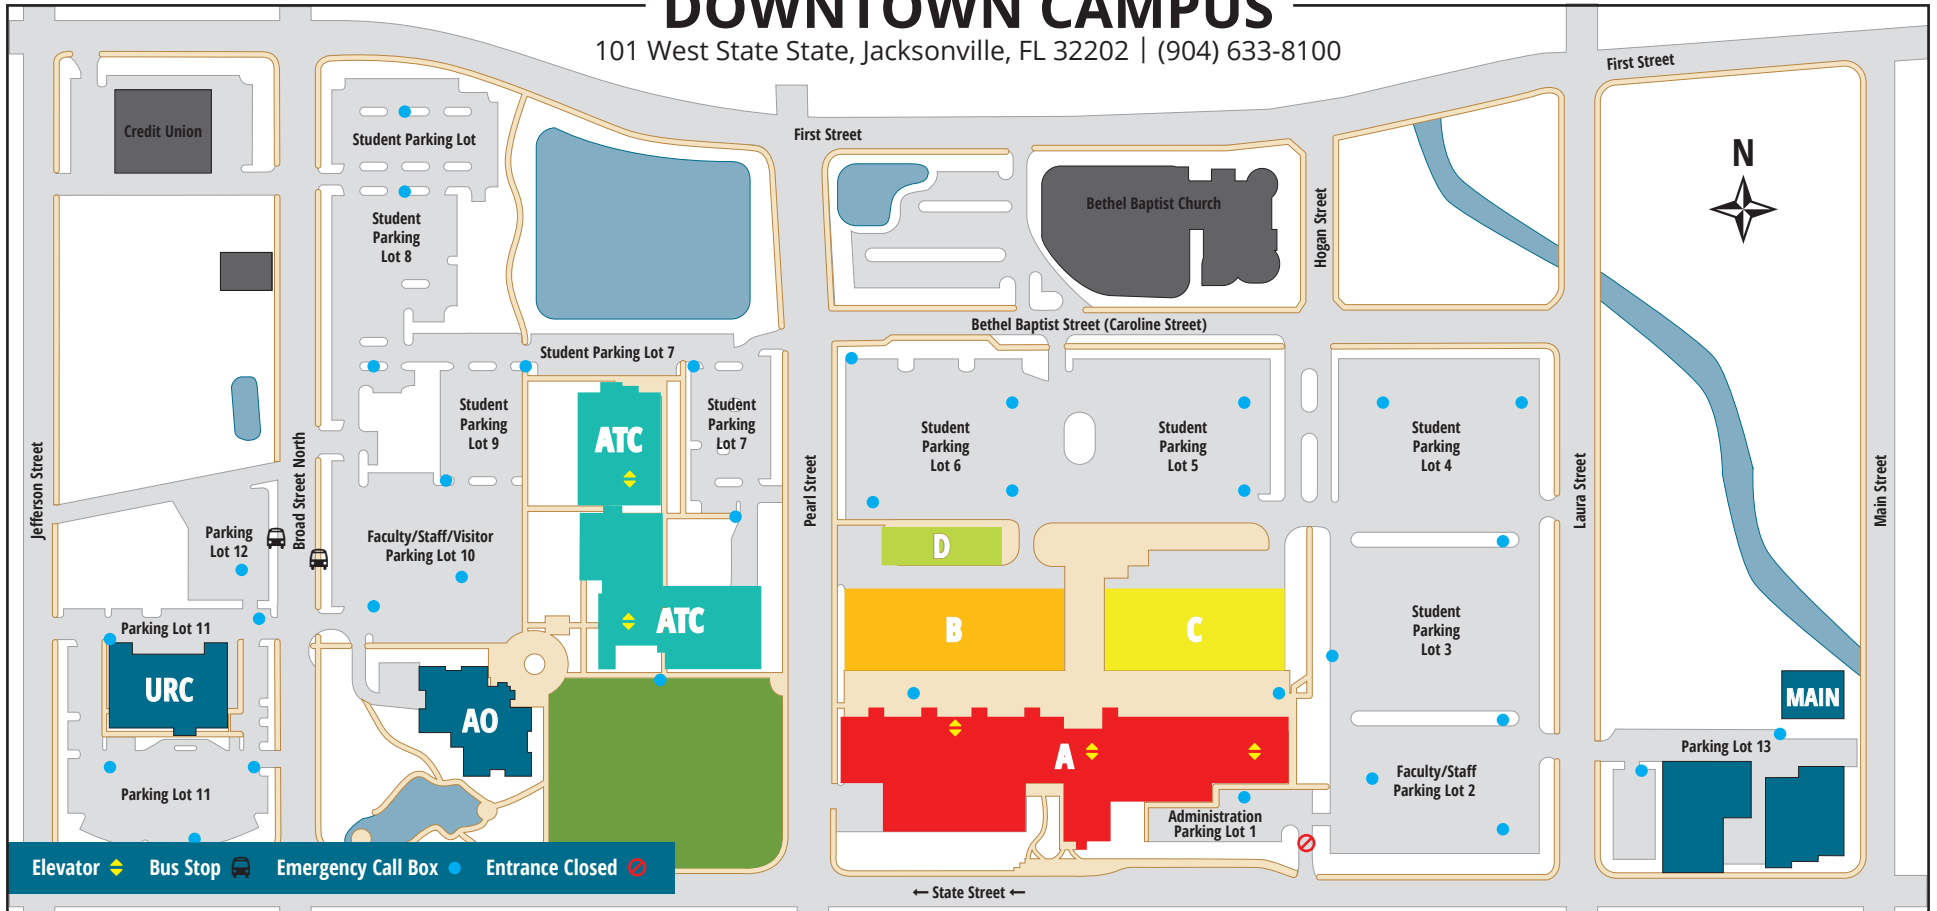 DOWNTOWN CAMPUS
101 West State State, Jacksonville, FL 32202 | (904) 633-8100
First Street
First Street
Credit Union
Student Parking Lot
N
Bethel Baptist Church
Hogan Street
Student
Parking
Lot 8
Bethel Baptist Street (Caroline Street)
Student Parking Lot 7
Student
Parking
Lot 9
ATC
Student
Parking
Lot 7
Student
Parking
Lot 6
Student
Parking
Lot 5
Student
Parking
Lot 4
Jefferson Street
Broad Street North
Pearl Street
Laura Street
Main Street
Parking
Lot 12
Faculty/Staff/Visitor
Parking Lot 10
D
Parking Lot 11
ATC
B
C
Student
Parking
Lot 3
URC
AO
MAIN
A
Parking Lot 13
Parking Lot 11
Faculty/Staff
Parking Lot 2
Administration
Parking Lot 1
Elevator
Bus Stop
Emergency Call Box
Entrance Closed
← State Street ←